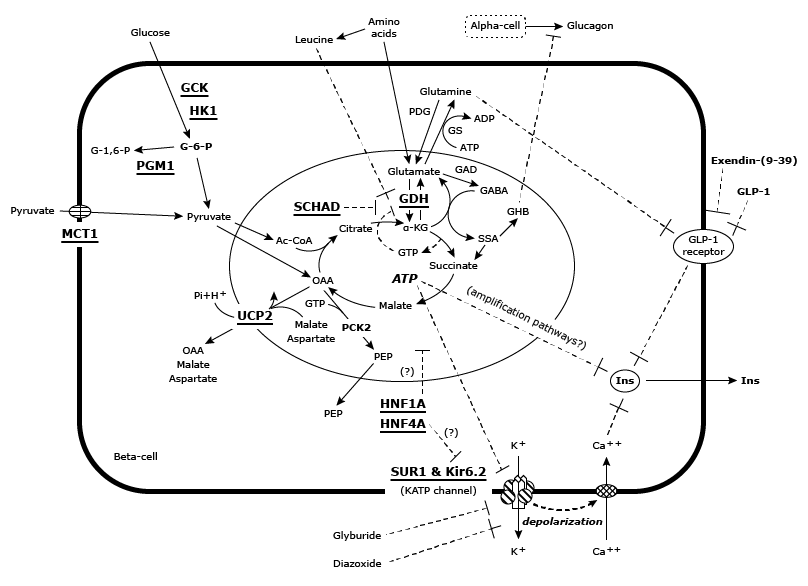 Alpha-cell
Glucagon
Amino
acids
Leucine
Glucose
GCK
HK1
Glutamine
PDG
ADP
GS
ATP
G-1,6-P
G-6-P
PGM1
Glutamate
GAD
GABA
Exendin-(9-39)
GLP-1
SCHAD
GDH
GHB
Pyruvate
MCT1
Pyruvate
Ac-CoA
Citrate
α-KG
SSA
GTP
Succinate
GLP-1
receptor
OAA
ATP
(amplification pathways?)
Pi+H+
GTP
Malate
UCP2
Malate
Aspartate
PCK2
OAA
Malate
Aspartate
PEP
(?)
Ins
Ins
PEP
HNF1A
HNF4A
(?)
Beta-cell
K+
Ca++
SUR1 & Kir6.2
(KATP channel)
depolarization
Glyburide
Diazoxide
K+
Ca++